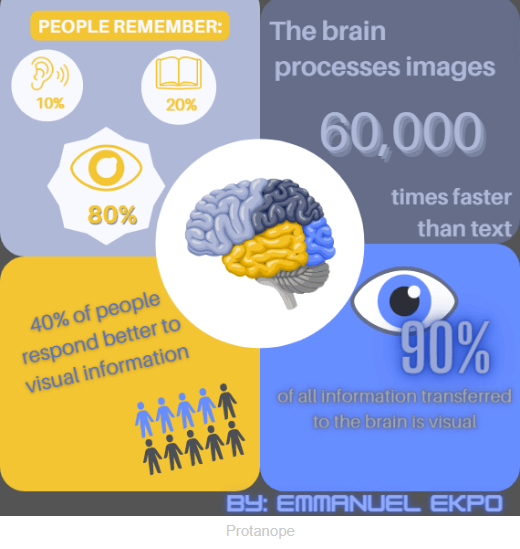 PEOPLE REMEMBER:
10%
20%
80%
The brain
processes images
60,000
times faster
than text
40% of people
respond better to
visual information
90%
of all information transferred
to the brain is visual
BY: EMMANUEL EKPO
Protanope